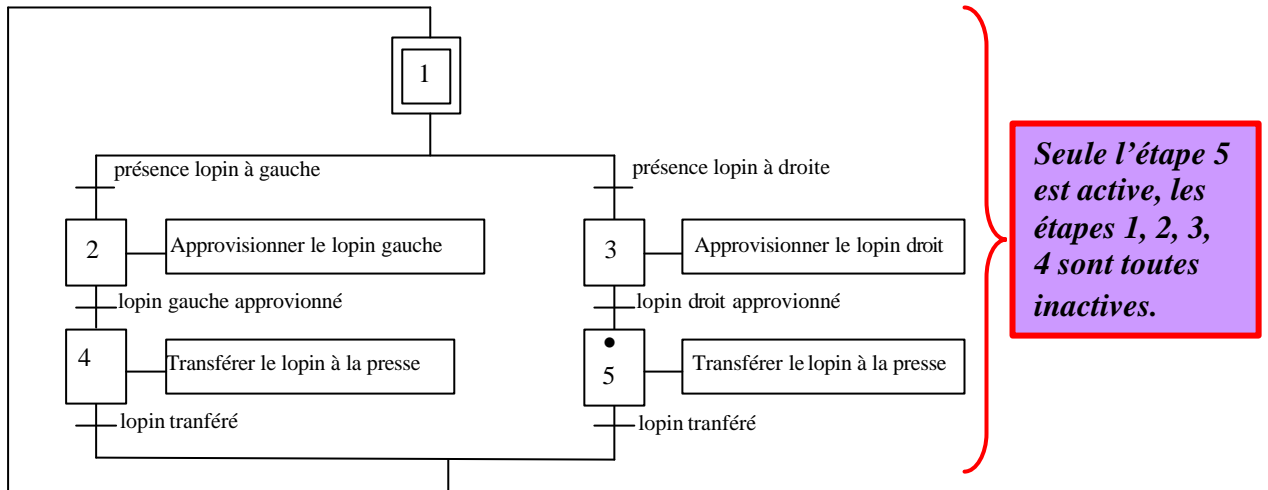 1
présence lopin à gauche
présence lopin à droite
2
Approvisionner le lopin gauche
3
Approvisionner le lopin droit
lopin gauche approvionné
lopin droit approvionné
4
Transférer le lopin à la presse
5
Transférer le lopin à la presse
lopin tranféré
lopin tranféré
Seule l’étape 5
est active, les
étapes 1, 2, 3,
4 sont toutes
inactives.